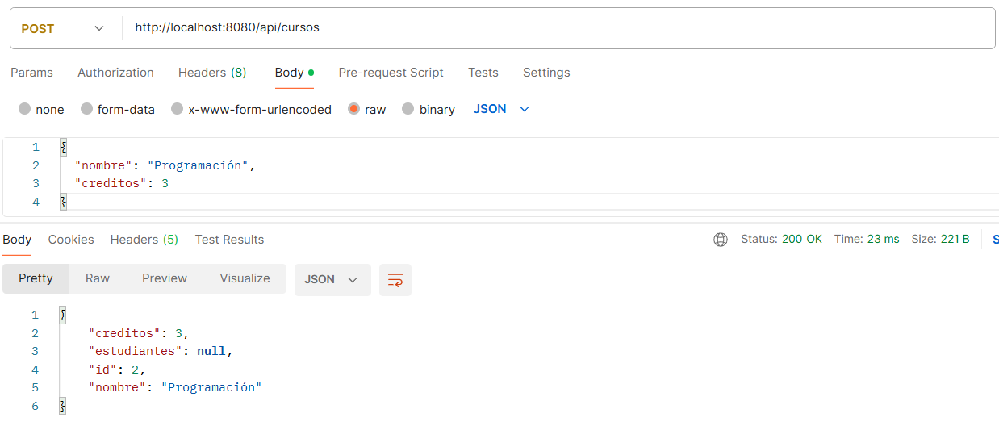 POST http://localhost:8080/api/cursos
Params Authorization Headers (8) Body Pre-request Script Tests Settings
none form-data x-www-form-urlencoded raw binary JSON
1 {
2 "nombre": "Programación",
3 "creditos": 3
4 }
Body Cookies Headers (5) Test Results Status: 200 OK Time: 23 ms Size: 221 B S
Pretty Raw Preview Visualize JSON
1 {
2 "creditos": 3,
3 "estudiantes": null,
4 "id": 2,
5 "nombre": "Programación"
6 }